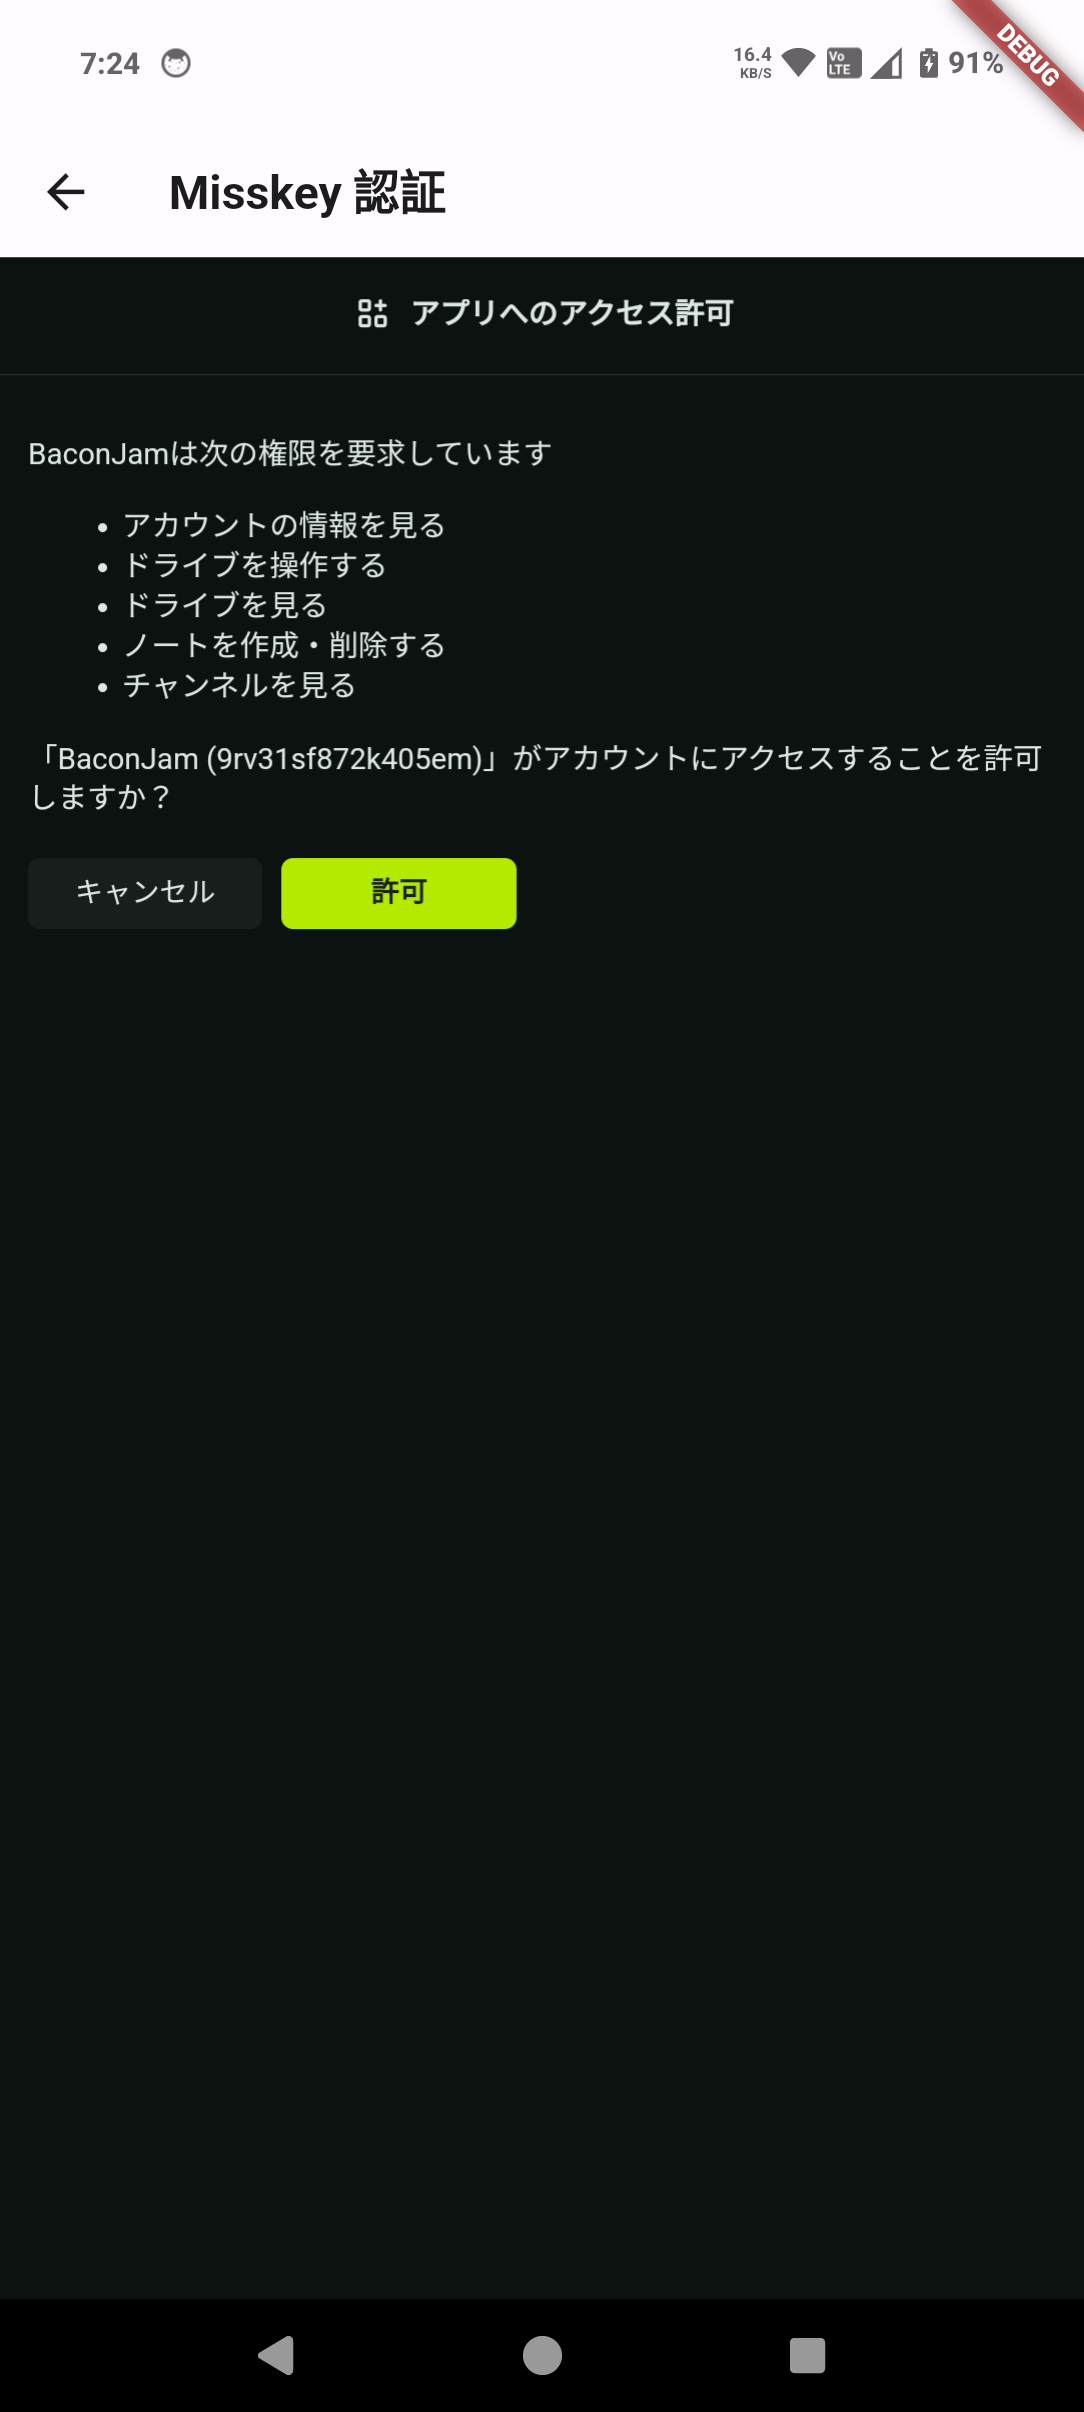 7:24
16.4
KB/S
Vo
LTE
91%
DEBUG
Misskey 認証
アプリへのアクセス許可
BaconJamは次の権限を要求しています
• アカウントの情報を見る
• ドライブを操作する
• ドライブを見る
• ノートを作成・削除する
• チャンネルを見る
「BaconJam (9rv31sf872k405em)」がアカウントにアクセスすることを許可
しますか？
キャンセル
許可